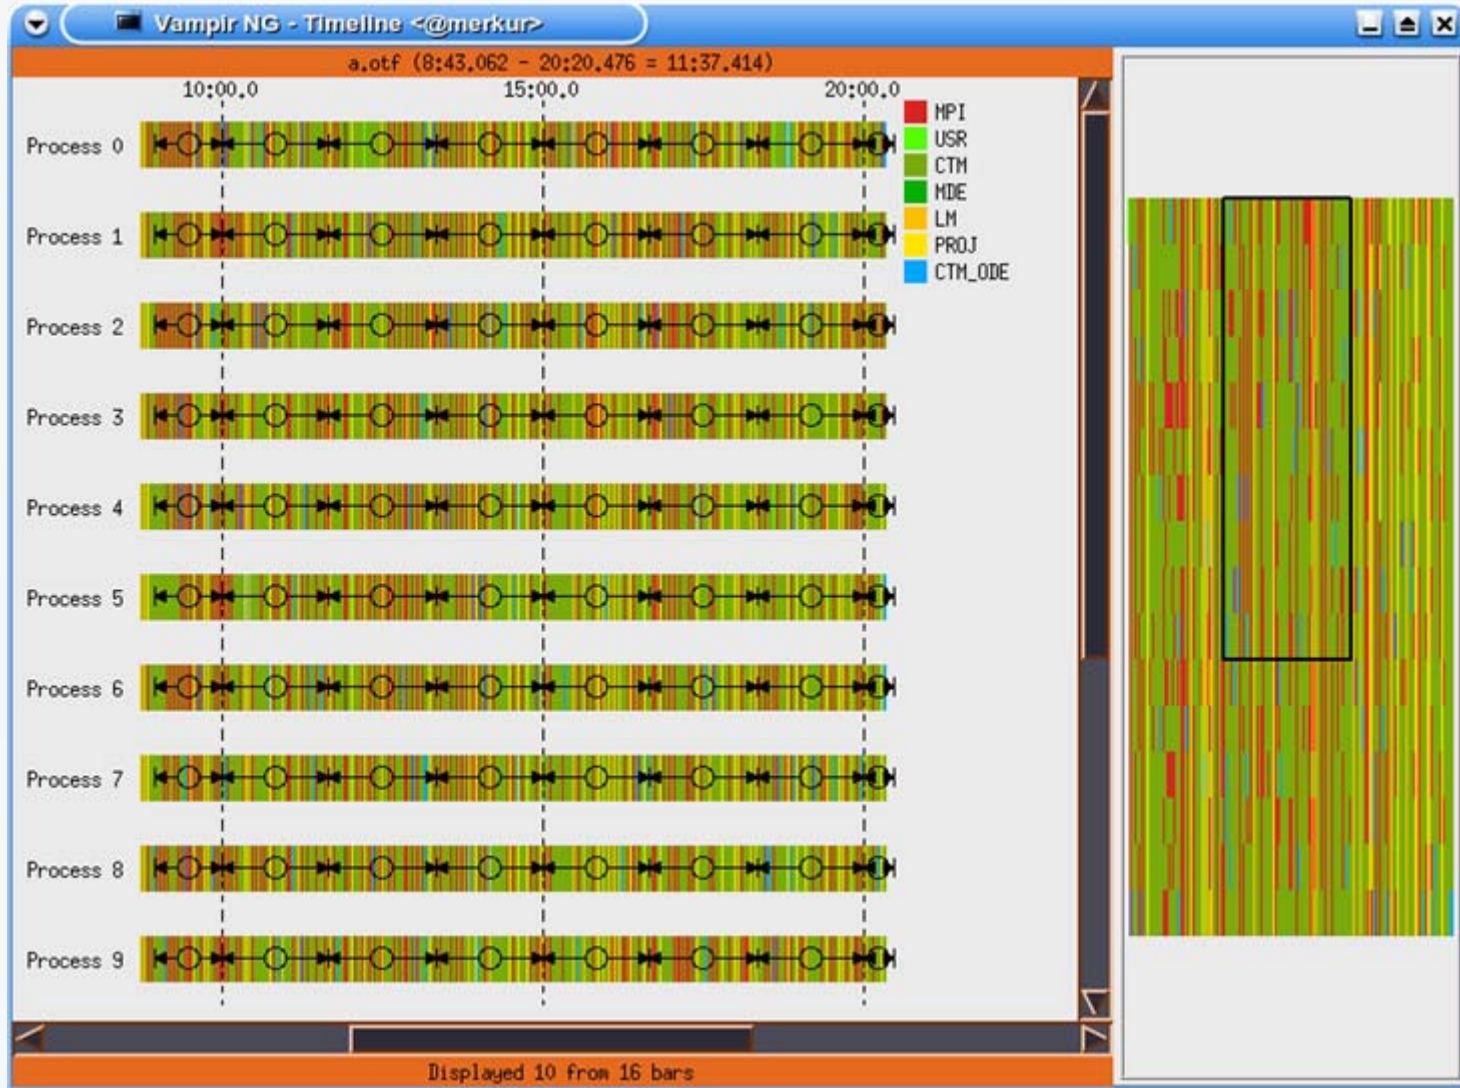 Vampir NG - Timeline <@merkur>
a.otf (8:43.062 - 20:20.476 = 11:37.414)
10:00.0 15:00.0 20:00.0
MPI
USR
CTM
MDE
LM
PROJ
CTM_ODE
Process 0
Process 1
Process 2
Process 3
Process 4
Process 5
Process 6
Process 7
Process 8
Process 9
Displayed 10 from 16 bars